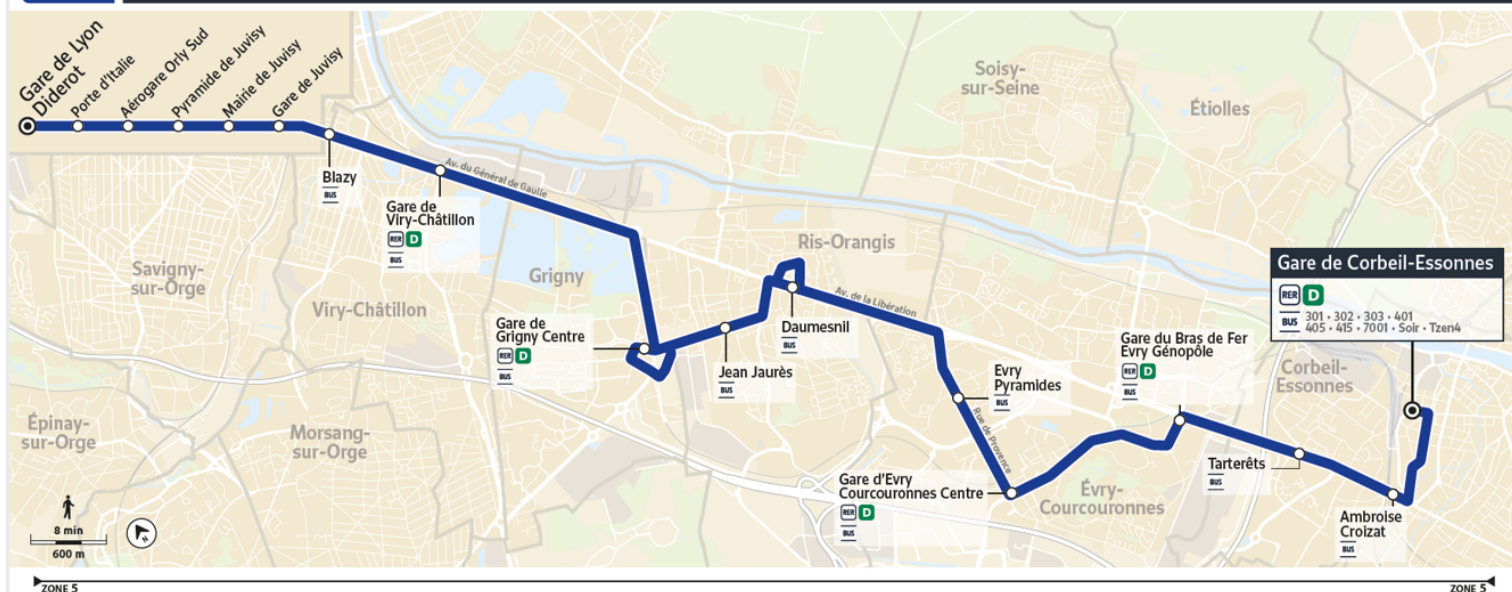 Gare de Lyon
Diderot
Porte d'Italie
Aérogare Orly Sud
Pyramide de Juvisy
Mairie de Juvisy
Gare de Juvisy
Blazy
BUS
Av. du Général de Gaulle
Gare de
Viry-Châtillon
RER D
BUS
Soisy-
sur-Seine
Étiolles
Savigny-
sur-Orge
Viry-Châtillon
Grigny
Ris-Orangis
Gare de
Grigny Centre
RER D
BUS
Jean Jaurès
BUS
Daumesnil
BUS
Av. de la Libération
Evry
Pyramides
BUS
Rue de Provence
Gare du Bras de Fer
Evry Génopôle
RER D
BUS
Gare de Corbeil-Essonnes
RER D
BUS 301 • 302 • 303 • 401
405 • 415 • 7001 • Soir • Tzen4
Corbeil-
Essonnes
Épinay-
sur-Orge
Morsang-
sur-Orge
Gare d'Evry
Courcouronnes Centre
RER D
BUS
Évry-
Courcouronnes
Tarterêts
BUS
Ambroise
Croizat
BUS
8 min
600 m
ZONE 5
ZONE 5